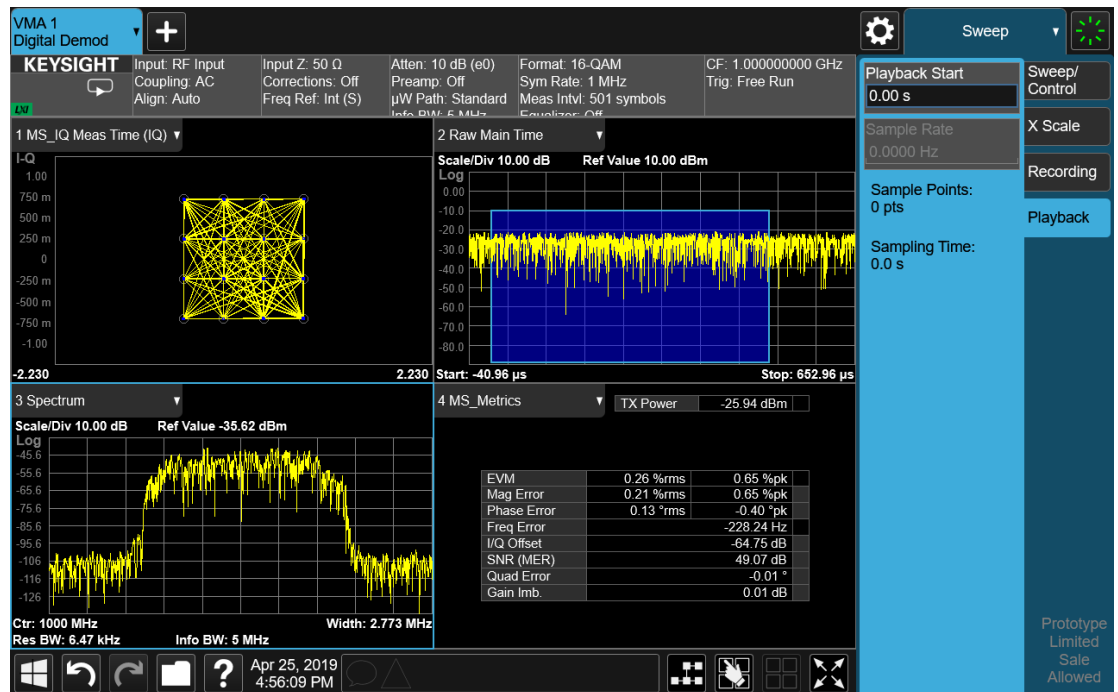 VMA 1
Digital Demod
Sweep
KEYSIGHT
LXI
Input: RF Input
Coupling: AC
Align: Auto
Input Z: 50 Ω
Corrections: Off
Freq Ref: Int (S)
Atten: 10 dB (e0)
Preamp: Off
µW Path: Standard
Info BW: 5 MHz
Format: 16-QAM
Sym Rate: 1 MHz
Meas Intvl: 501 symbols
Equalizer: Off
CF: 1.000000000 GHz
Trig: Free Run
1 MS_IQ Meas Time (IQ)
I-Q
1.00
750 m
500 m
250 m
0
-250 m
-500 m
-750 m
-1.00
-2.230 2.230
2 Raw Main Time
Scale/Div 10.00 dB Ref Value 10.00 dBm
Log
0.00
-10.0
-20.0
-30.0
-40.0
-50.0
-60.0
-70.0
-80.0
Start: -40.96 µs Stop: 652.96 µs
3 Spectrum
Scale/Div 10.00 dB Ref Value -35.62 dBm
Log
-45.6
-55.6
-65.6
-75.6
-85.6
-95.6
-106
-116
-126
Ctr: 1000 MHz Width: 2.773 MHz
Res BW: 6.47 kHz Info BW: 5 MHz
4 MS_Metrics
TX Power -25.94 dBm
EVM 0.26 %rms 0.65 %pk
Mag Error 0.21 %rms 0.65 %pk
Phase Error 0.13 °rms -0.40 °pk
Freq Error -228.24 Hz
I/Q Offset -64.75 dB
SNR (MER) 49.07 dB
Quad Error -0.01 °
Gain Imb. 0.01 dB
Playback Start
0.00 s
Sample Rate
0.0000 Hz
Sample Points:
0 pts
Sampling Time:
0.0 s
Sweep/
Control
X Scale
Recording
Playback
Prototype
Limited
Sale
Allowed
?
Apr 25, 2019
4:56:09 PM